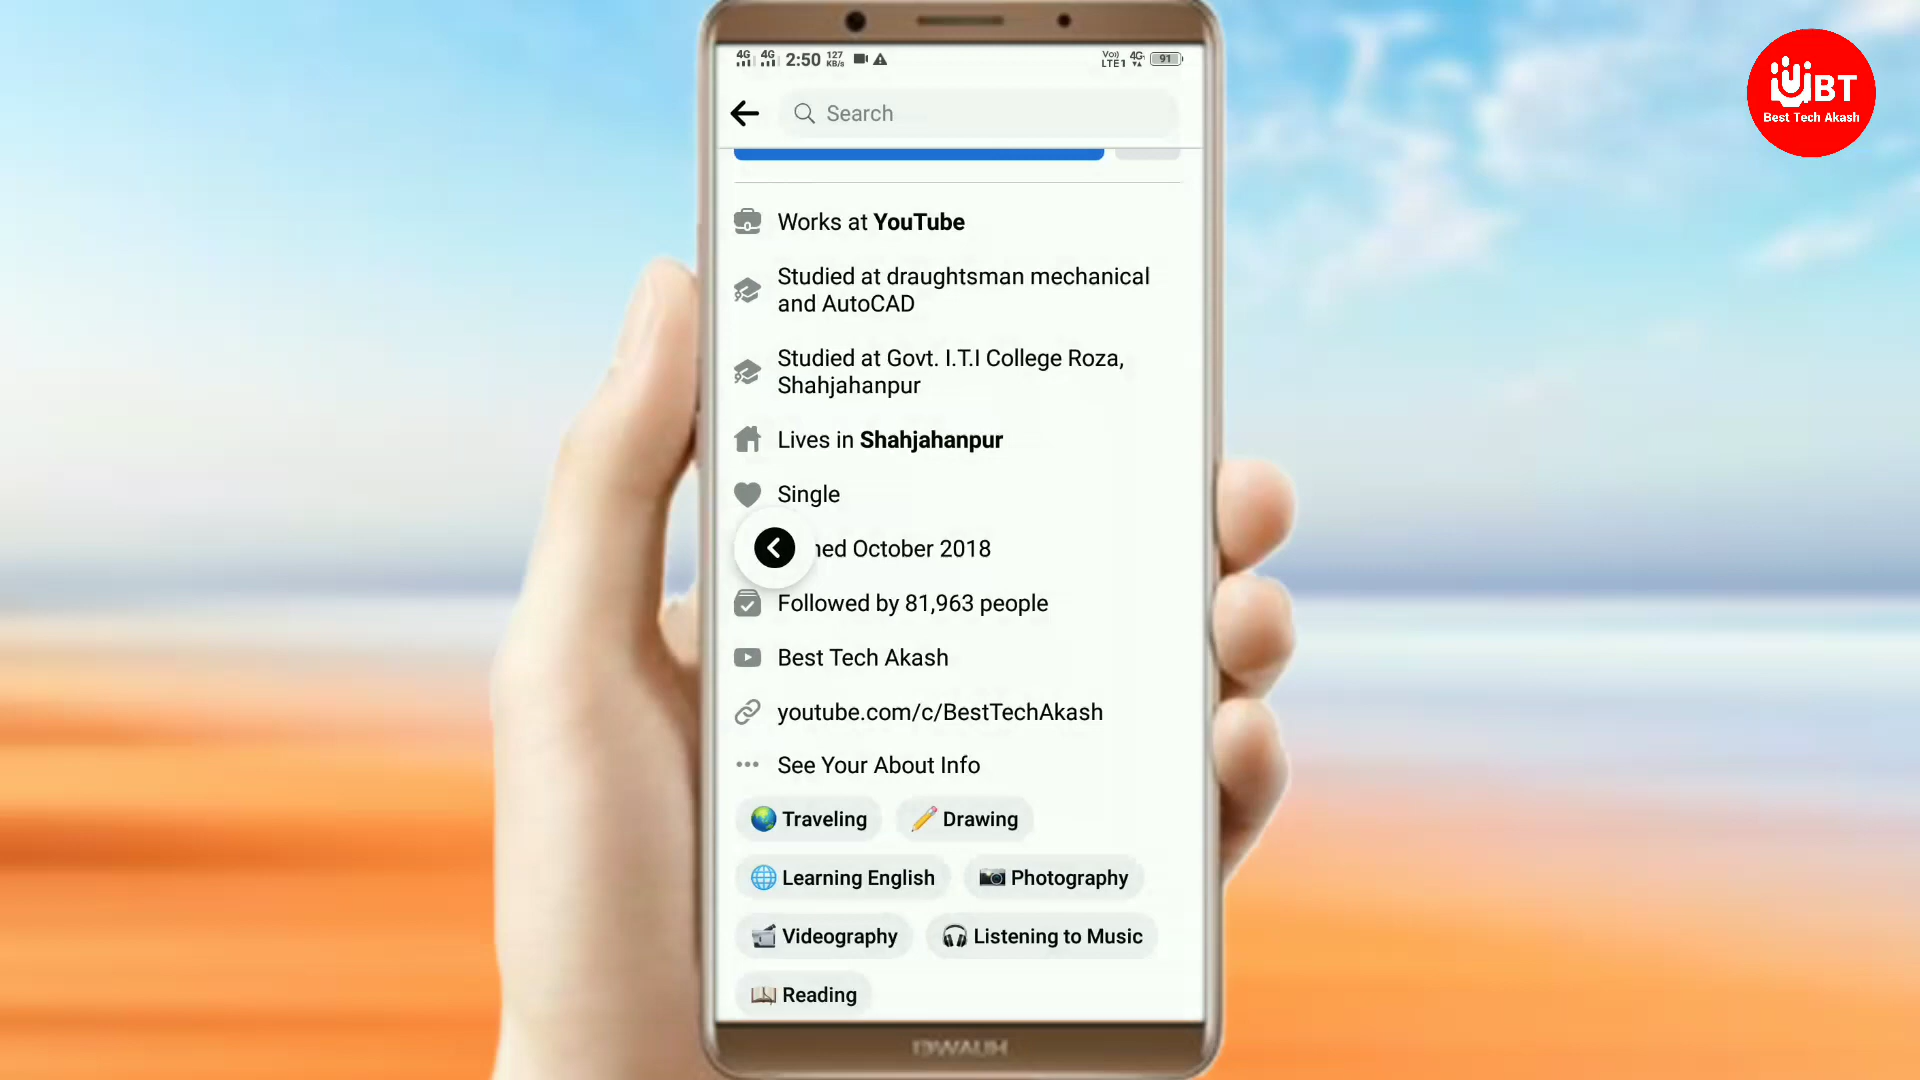 4G 4G 2:50 127 KB/s
Vo)) LTE1 4G 91
Search
BT
Best Tech Akash
Works at YouTube
Studied at draughtsman mechanical
and AutoCAD
Studied at Govt. I.T.I College Roza,
Shahjahanpur
Lives in Shahjahanpur
Single
ned October 2018
Followed by 81,963 people
Best Tech Akash
youtube.com/c/BestTechAkash
See Your About Info
Traveling
Drawing
Learning English
Photography
Videography
Listening to Music
Reading
HUAWEI